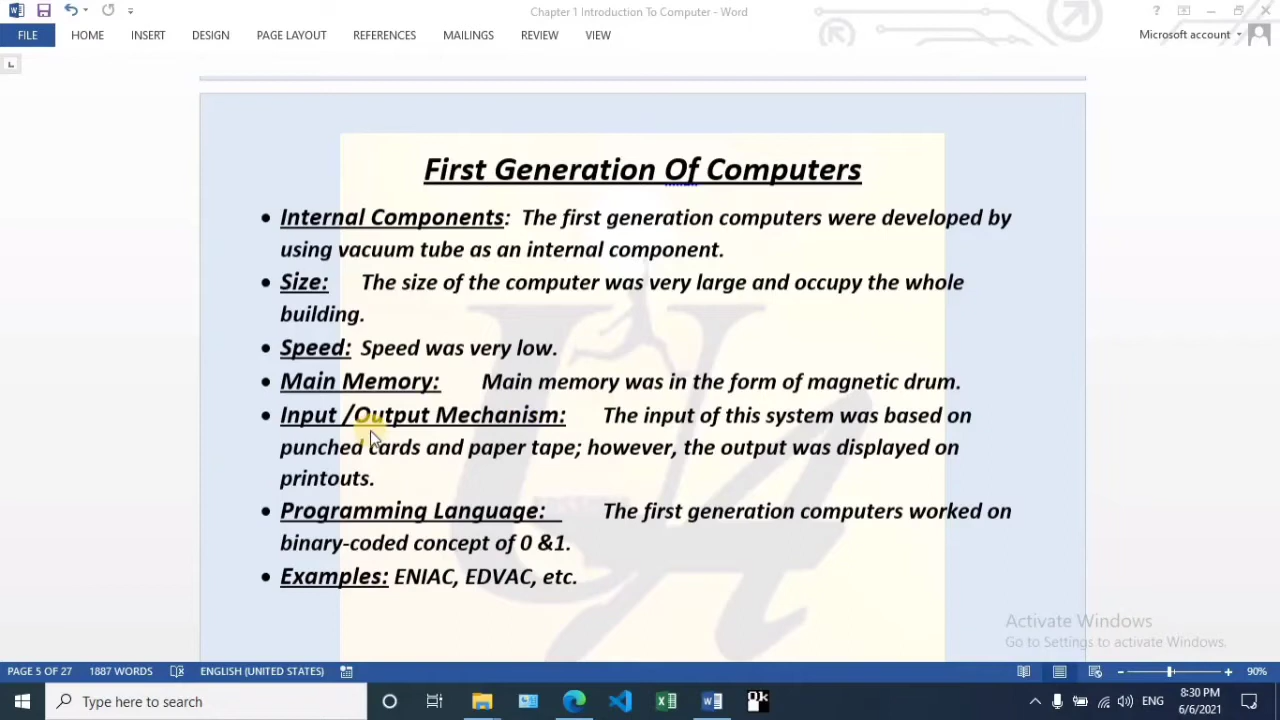 Chapter 1 Introduction To Computer - Word
FILE HOME INSERT DESIGN PAGE LAYOUT REFERENCES MAILINGS REVIEW VIEW Microsoft account
First Generation Of Computers
• Internal Components: The first generation computers were developed by
using vacuum tube as an internal component.
• Size: The size of the computer was very large and occupy the whole
building.
• Speed: Speed was very low.
• Main Memory: Main memory was in the form of magnetic drum.
• Input /Output Mechanism: The input of this system was based on
punched cards and paper tape; however, the output was displayed on
printouts.
• Programming Language: The first generation computers worked on
binary-coded concept of 0 &1.
• Examples: ENIAC, EDVAC, etc.
Activate Windows
Go to Settings to activate Windows.
PAGE 5 OF 27 1887 WORDS ENGLISH (UNITED STATES) 90%
Type here to search ENG 8:30 PM
6/6/2021